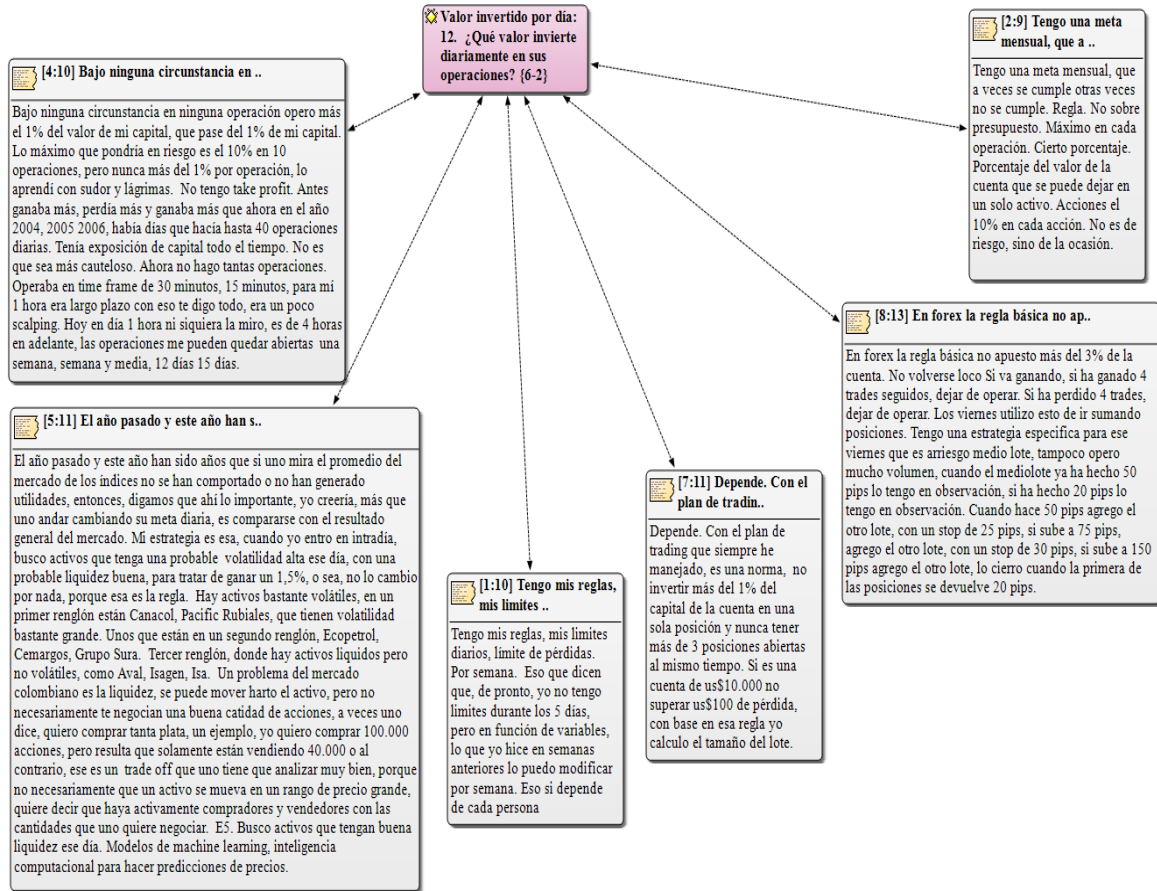 Valor invertido por día:
12. ¿Qué valor invierte
diariamente en sus
operaciones? {6-2}
[4:10] Bajo ninguna circunstancia en ..
Bajo ninguna circunstancia en ninguna operación opero más
el 1% del valor de mi capital, que pase del 1% de mi capital.
Lo máximo que pondría en riesgo es el 10% en 10
operaciones, pero nunca más del 1% por operación, lo
aprendí con sudor y lágrimas. No tengo take profit. Antes
ganaba más, perdía más y ganaba más que ahora en el año
2004, 2005 2006, había días que hacía hasta 40 operaciones
diarias. Tenía exposición de capital todo el tiempo. No es
que sea más cauteloso. Ahora no hago tantas operaciones.
Operaba en time frame de 30 minutos, 15 minutos, para mí
1 hora era largo plazo con eso te digo todo, era un poco
scalping. Hoy en día 1 hora ni siquiera la miro, es de 4 horas
en adelante, las operaciones me pueden quedar abiertas una
semana, semana y media, 12 días 15 días.
[2:9] Tengo una meta
mensual, que a ..
Tengo una meta mensual, que
a veces se cumple otras veces
no se cumple. Regla. No sobre
presupuesto. Máximo en cada
operación. Cierto porcentaje.
Porcentaje del valor de la
cuenta que se puede dejar en
un solo activo. Acciones el
10% en cada acción. No es de
riesgo, sino de la ocasión.
[8:13] En forex la regla básica no ap..
En forex la regla básica no apuesto más del 3% de la
cuenta. No volverse loco Si va ganando, si ha ganado 4
trades seguidos, dejar de operar. Si ha perdido 4 trades,
dejar de operar. Los viernes utilizo esto de ir sumando
posiciones. Tengo una estrategia especifica para ese
viernes que es arriesgo medio lote, tampoco opero
mucho volumen, cuando el mediolote ya ha hecho 50
pips lo tengo en observación, si ha hecho 20 pips lo
tengo en observación. Cuando hace 50 pips agrego el
otro lote, con un stop de 25 pips, si sube a 75 pips,
agrego el otro lote, con un stop de 30 pips, si sube a 150
pips agrego el otro lote, lo cierro cuando la primera de
las posiciones se devuelve 20 pips.
[5:11] El año pasado y este año han s..
El año pasado y este año han sido años que si uno mira el promedio del
mercado de los índices no se han comportado o no han generado
utilidades, entonces, digamos que ahí lo importante, yo creería, más que
uno andar cambiando su meta diaria, es compararse con el resultado
general del mercado. Mi estrategia es esa, cuando yo entro en intradía,
busco activos que tenga una probable volatilidad alta ese día, con una
probable liquidez buena, para tratar de ganar un 1,5%, o sea, no lo cambio
por nada, porque esa es la regla. Hay activos bastante volátiles, en un
primer renglón están Canacol, Pacific Rubiales, que tienen volatilidad
bastante grande. Unos que están en un segundo renglón, Ecopetrol,
Cemargos, Grupo Sura. Tercer renglón, donde hay activos liquidos pero
no volátiles, como Aval, Isagen, Isa. Un problema del mercado
colombiano es la liquidez, se puede mover harto el activo, pero no
necesariamente te negocian una buena catidad de acciones, a veces uno
dice, quiero comprar tanta plata, un ejemplo, yo quiero comprar 100.000
acciones, pero resulta que solamente están vendiendo 40.000 o al
contrario, ese es un trade off que uno tiene que analizar muy bien, porque
no necesariamente que un activo se mueva en un rango de precio grande,
quiere decir que haya activamente compradores y vendedores con las
cantidades que uno quiere negociar. E5. Busco activos que tengan buena
liquidez ese día. Modelos de machine learning, inteligencia
computacional para hacer predicciones de precios.
[7:11] Depende. Con el
plan de tradin..
Depende. Con el plan de
trading que siempre he
manejado, es una norma, no
invertir más del 1% del
capital de la cuenta en una
sola posición y nunca tener
más de 3 posiciones abiertas
al mismo tiempo. Si es una
cuenta de us$10.000 no
superar us$100 de pérdida,
con base en esa regla yo
calculo el tamaño del lote.
[1:10] Tengo mis reglas,
mis limites ..
Tengo mis reglas, mis limites
diarios, límite de pérdidas.
Por semana. Eso que dicen
que, de pronto, yo no tengo
limites durante los 5 días,
pero en función de variables,
lo que yo hice en semanas
anteriores lo puedo modificar
por semana. Eso si depende
de cada persona